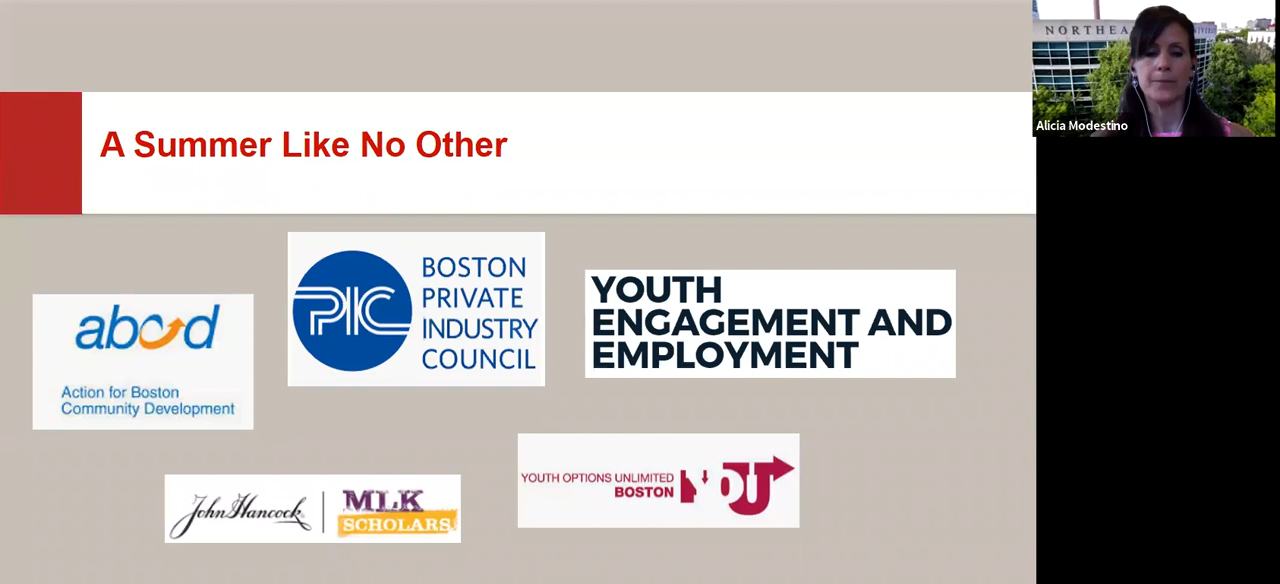 A Summer Like No Other
NORTHEA
Alicia Modestino
abcd
Action for Boston
Community Development
PIC
BOSTON
PRIVATE
INDUSTRY
COUNCIL
YOUTH
ENGAGEMENT AND
EMPLOYMENT
John Hancock
MLK
SCHOLARS
YOUTH OPTIONS UNLIMITED
BOSTON
YOU